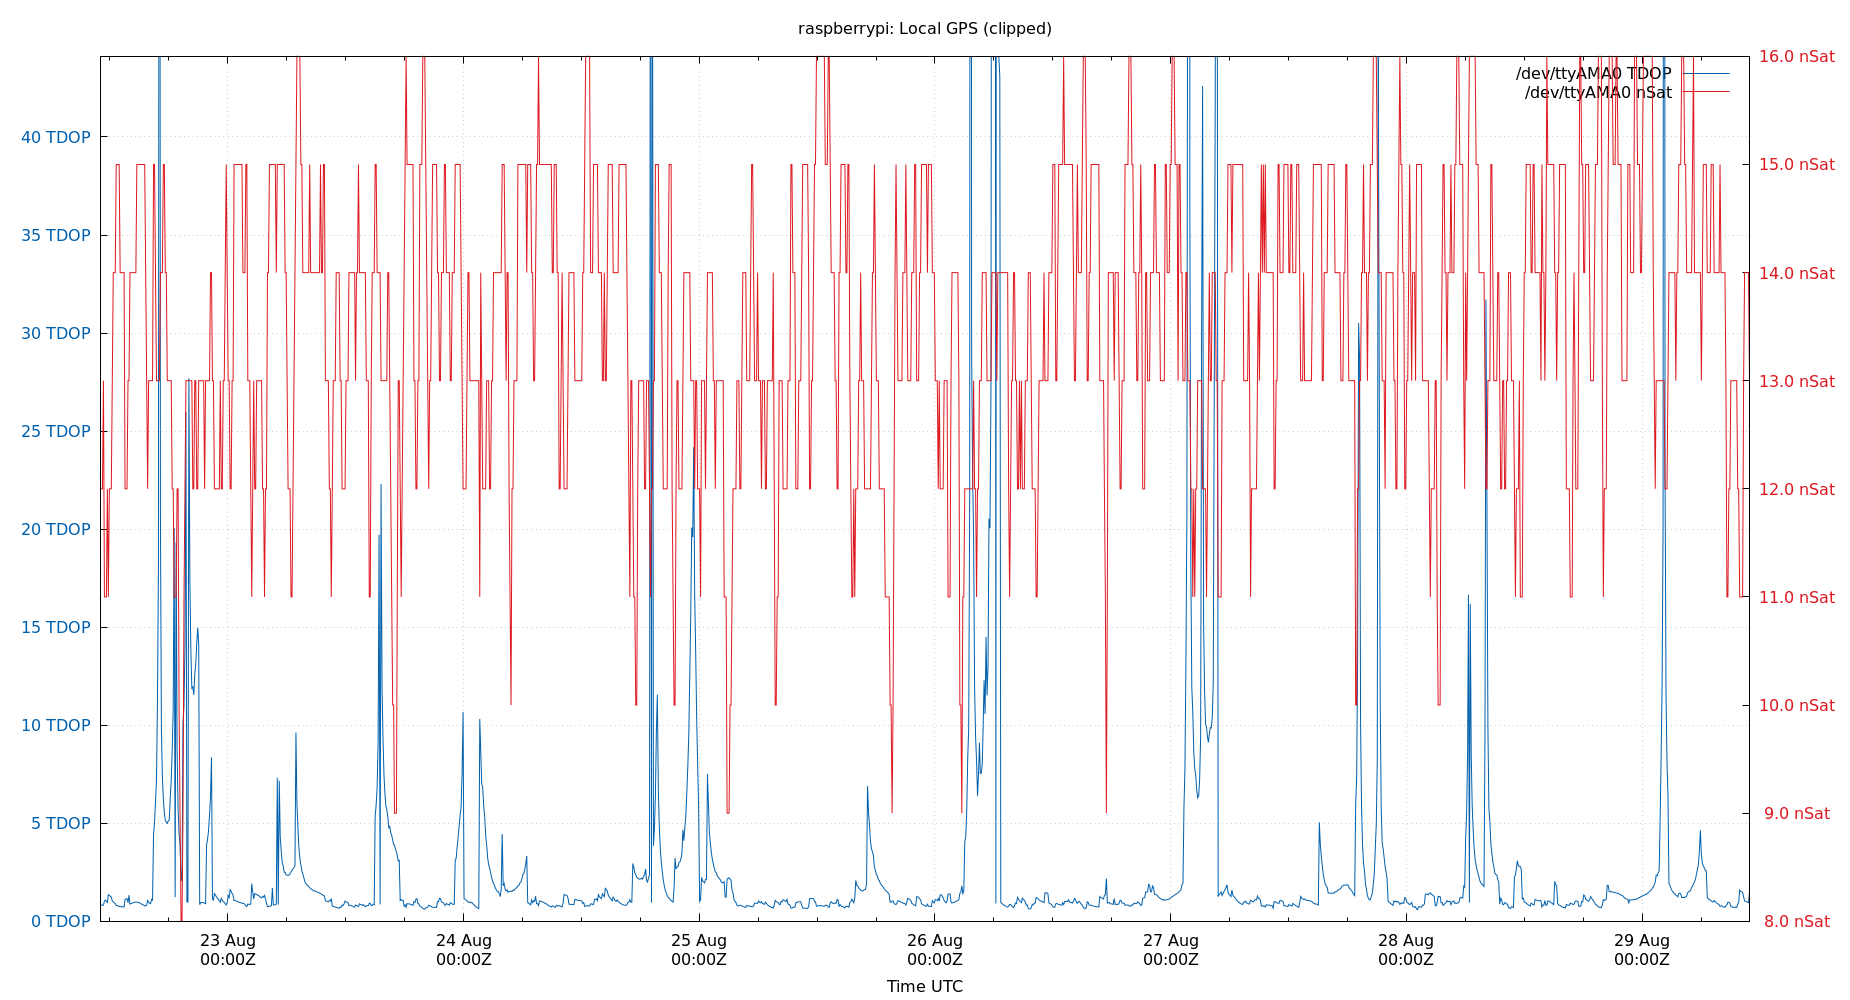 raspberrypi: Local GPS (clipped)
16.0 nSat
/dev/ttyAMA0 TDOP
/dev/ttyAMA0 nSat
40 TDOP
15.0 nSat
35 TDOP
14.0 nSat
30 TDOP
13.0 nSat
25 TDOP
12.0 nSat
20 TDOP
11.0 nSat
15 TDOP
10.0 nSat
10 TDOP
9.0 nSat
5 TDOP
0 TDOP
8.0 nSat
23 Aug
00:00Z
24 Aug
00:00Z
25 Aug
00:00Z
26 Aug
00:00Z
27 Aug
00:00Z
28 Aug
00:00Z
29 Aug
00:00Z
Time UTC